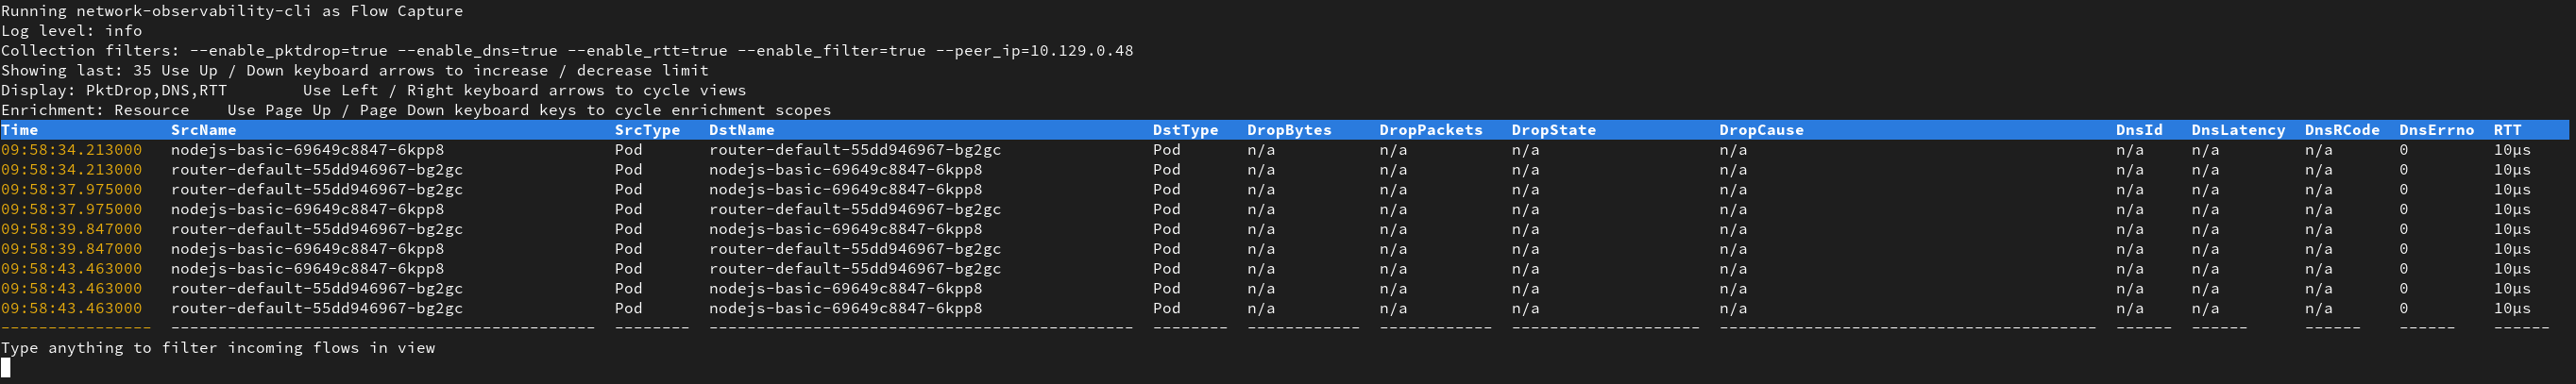 Running network-observability-cli as Flow Capture
Log level: info
Collection filters: --enable_pktdrop=true --enable_dns=true --enable_rtt=true --enable_filter=true --peer_ip=10.129.0.48
Showing last: 35 Use Up / Down keyboard arrows to increase / decrease limit
Display: PktDrop,DNS,RTT        Use Left / Right keyboard arrows to cycle views
Enrichment: Resource    Use Page Up / Page Down keyboard keys to cycle enrichment scopes
Time SrcName SrcType DstName DstType DropBytes DropPackets DropState DropCause DnsId DnsLatency DnsRCode DnsErrno RTT
09:58:34.213000 nodejs-basic-69649c8847-6kpp8 Pod router-default-55dd946967-bg2gc Pod n/a n/a n/a n/a n/a n/a n/a 0 10µs
09:58:34.213000 router-default-55dd946967-bg2gc Pod nodejs-basic-69649c8847-6kpp8 Pod n/a n/a n/a n/a n/a n/a n/a 0 10µs
09:58:37.975000 router-default-55dd946967-bg2gc Pod nodejs-basic-69649c8847-6kpp8 Pod n/a n/a n/a n/a n/a n/a n/a 0 10µs
09:58:37.975000 nodejs-basic-69649c8847-6kpp8 Pod router-default-55dd946967-bg2gc Pod n/a n/a n/a n/a n/a n/a n/a 0 10µs
09:58:39.847000 router-default-55dd946967-bg2gc Pod nodejs-basic-69649c8847-6kpp8 Pod n/a n/a n/a n/a n/a n/a n/a 0 10µs
09:58:39.847000 nodejs-basic-69649c8847-6kpp8 Pod router-default-55dd946967-bg2gc Pod n/a n/a n/a n/a n/a n/a n/a 0 10µs
09:58:43.463000 nodejs-basic-69649c8847-6kpp8 Pod router-default-55dd946967-bg2gc Pod n/a n/a n/a n/a n/a n/a n/a 0 10µs
09:58:43.463000 router-default-55dd946967-bg2gc Pod nodejs-basic-69649c8847-6kpp8 Pod n/a n/a n/a n/a n/a n/a n/a 0 10µs
09:58:43.463000 router-default-55dd946967-bg2gc Pod nodejs-basic-69649c8847-6kpp8 Pod n/a n/a n/a n/a n/a n/a n/a 0 10µs
---------------- --------------------------------------------- -------- --------------------------------------------- -------- ------------ ------------ -------------------- ---------------------------------------- ------ ------ ------ ------ ------
Type anything to filter incoming flows in view